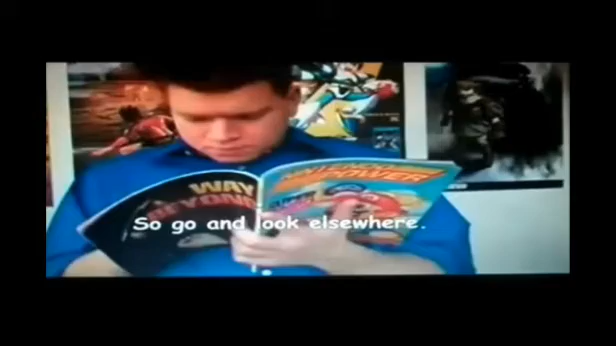 WAY
BEYOND
NINTENDO
POWER
So go and look elsewhere.